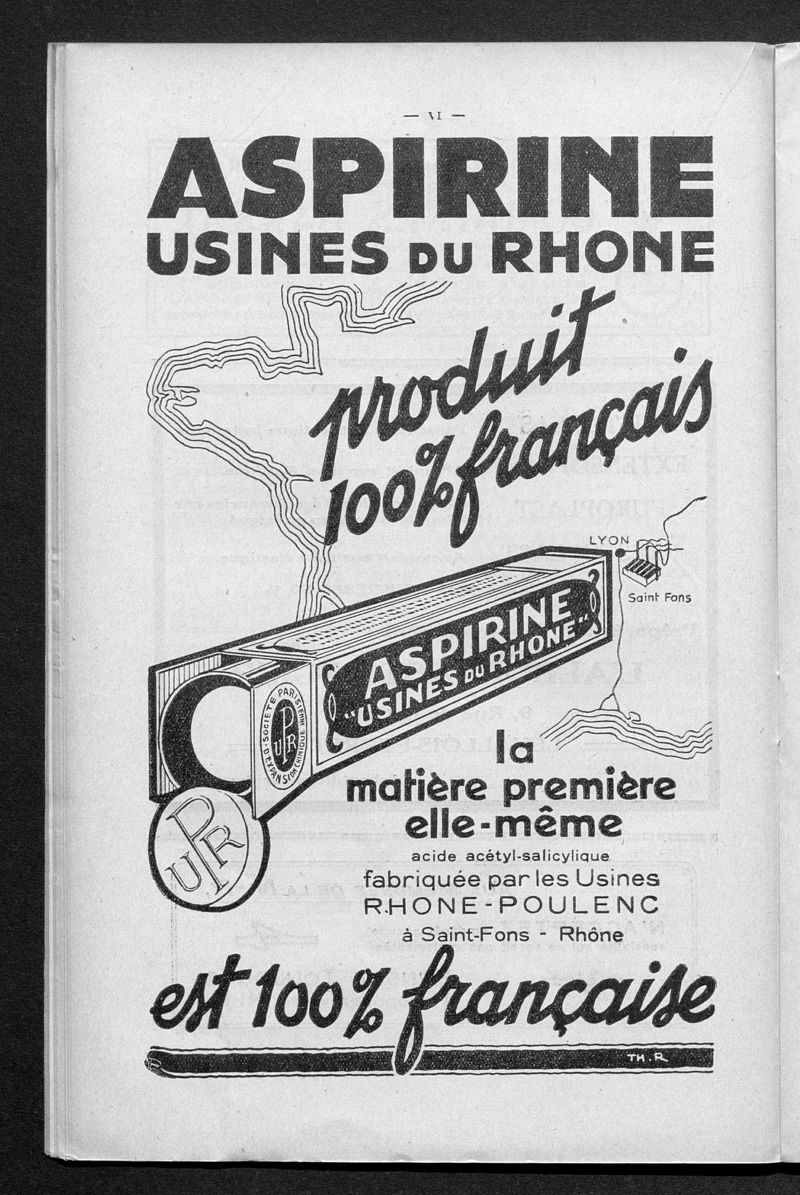 — VI —
ASPIRINE
USINES DU RHONE
produit
100% français
LYON
Saint Fons
ASPIRINE
"USINES DU RHONE"
SOCIETE PARISIENNE D'EXPANSION CHIMIQUE
UPR
UPR
la
matière première
elle-même
acide acétyl-salicylique
fabriquée par les Usines
RHONE-POULENC
à Saint-Fons - Rhône
est 100% française
TH.R